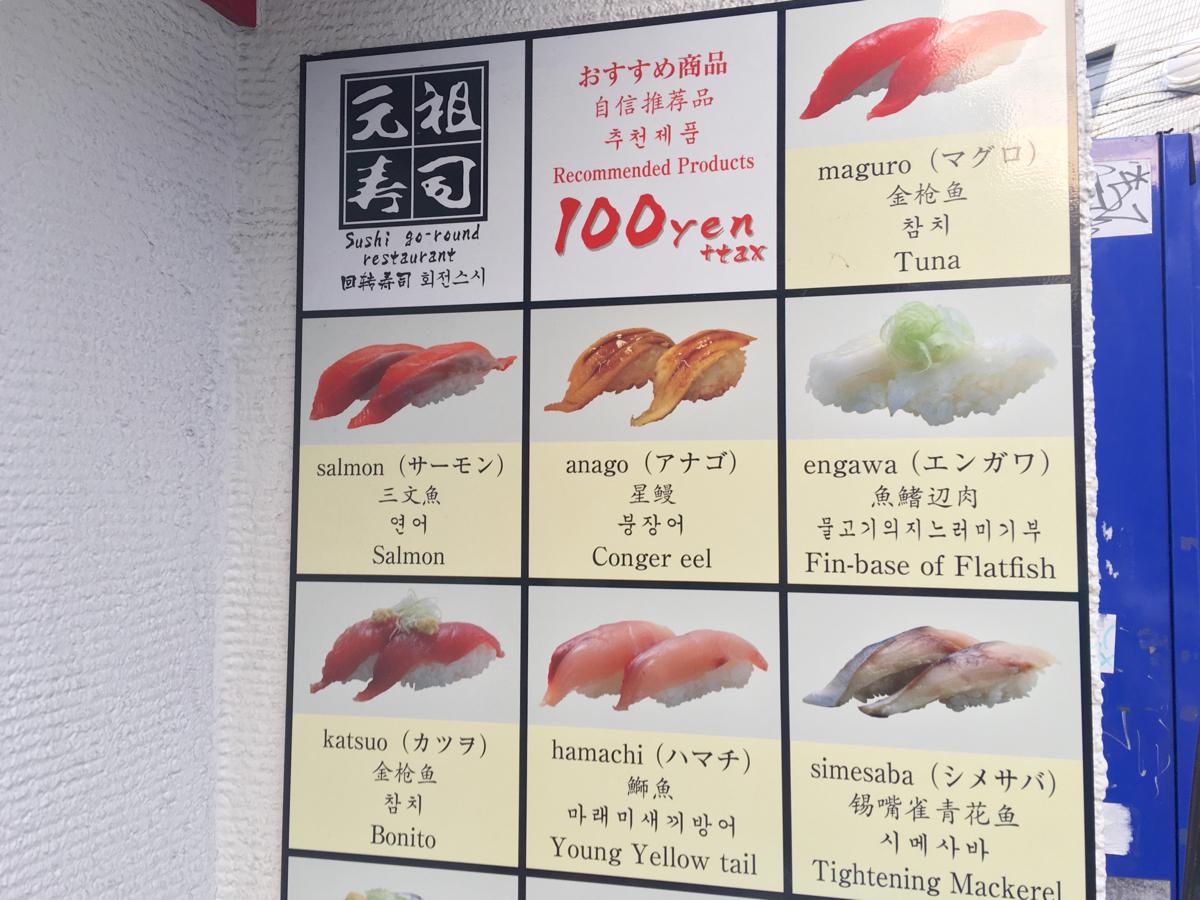 元祖
寿司
Sushi go-round
restaurant
回转寿司 회전스시
おすすめ商品
自信推荐品
추천제품
Recommended Products
100yen
+tax
maguro (マグロ)
金枪鱼
참치
Tuna
salmon (サーモン)
三文魚
연어
Salmon
anago (アナゴ)
星鳗
붕장어
Conger eel
engawa (エンガワ)
魚鰭辺肉
물고기의지느러미기부
Fin-base of Flatfish
katsuo (カツヲ)
金枪鱼
참치
Bonito
hamachi (ハマチ)
鰤魚
마래미새끼방어
Young Yellow tail
simesaba (シメサバ)
锡嘴雀青花鱼
시메사바
Tightening Mackerel